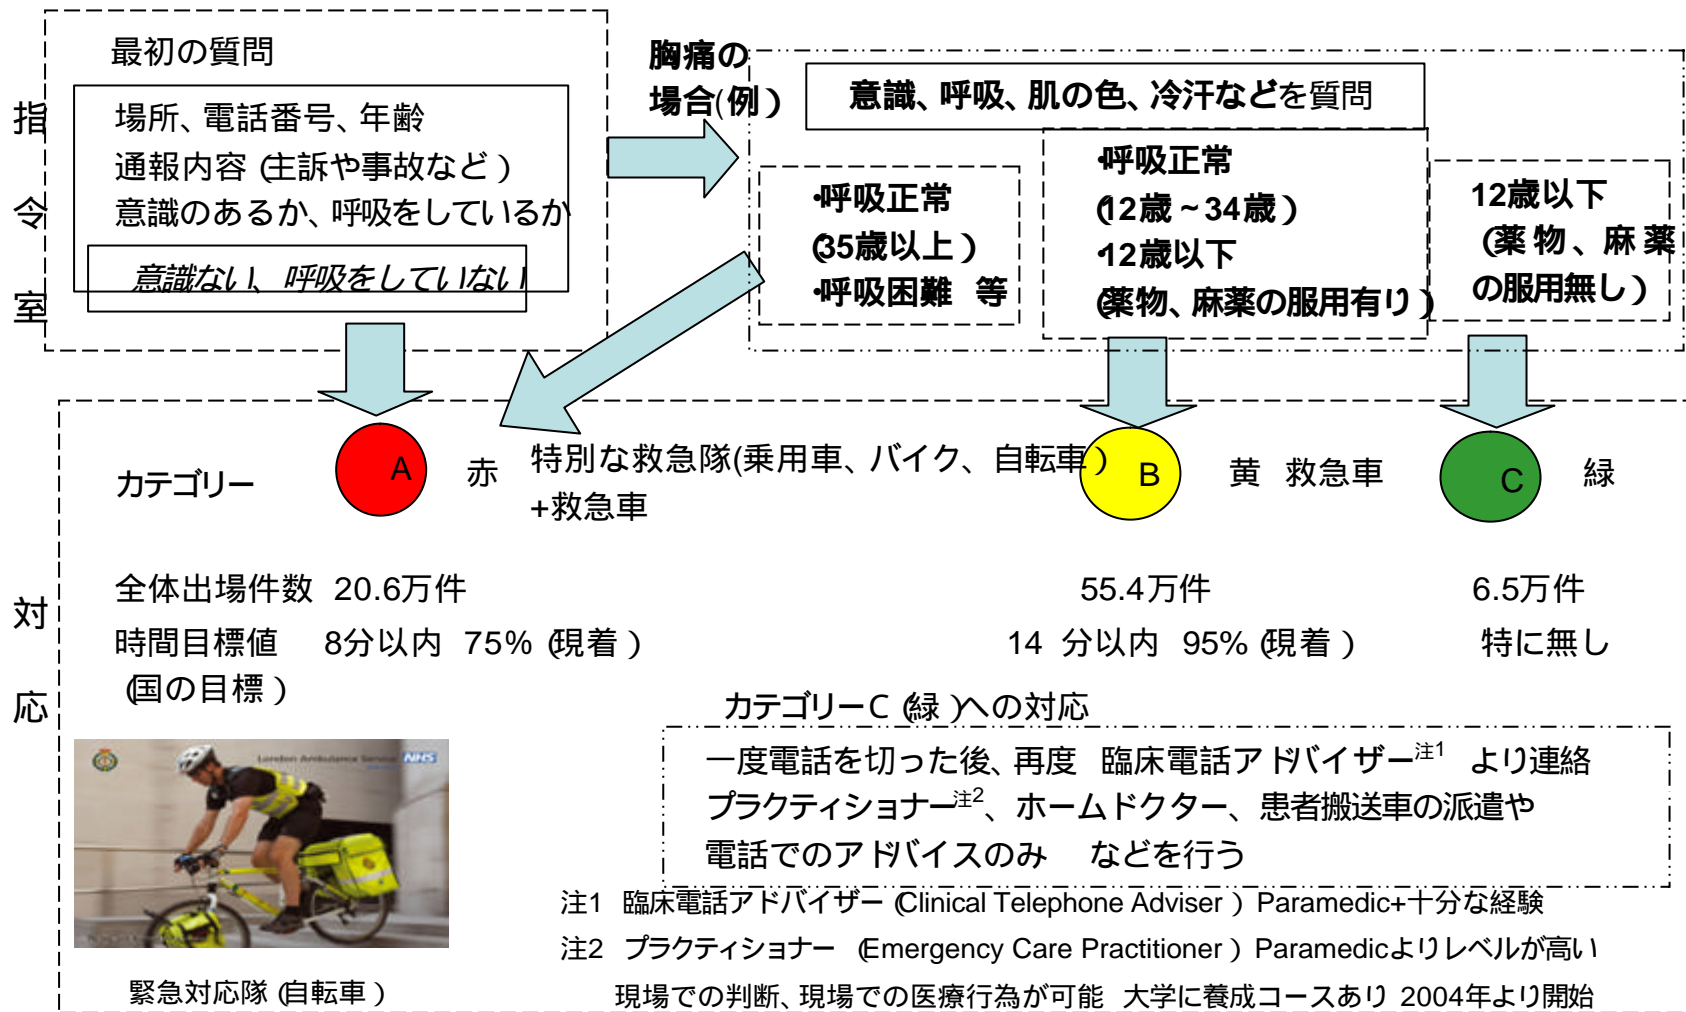 指
令
室
最初の質問
場所、電話番号、年齢
通報内容（主訴や事故など）
意識のあるか、呼吸をしているか
意識ない、呼吸をしていない
胸痛の
場合(例）
意識、呼吸、肌の色、冷汗などを質問
・呼吸正常
（35歳以上）
・呼吸困難 等
・呼吸正常
（12歳～34歳）
・12歳以下
（薬物、麻薬の服用有り）
12歳以下
（薬物、麻薬
の服用無し）
対
応
カテゴリー
A
赤
特別な救急隊(乗用車、バイク、自転車）
+救急車
B
黄 救急車
C
緑
全体出場件数 20.6万件
55.4万件
6.5万件
時間目標値 8分以内 75%（現着）
14 分以内 95%（現着）
特に無し
（国の目標）
カテゴリーC（緑）への対応
一度電話を切った後、再度 臨床電話アドバイザー注1 より連絡
プラクティショナー注2、ホームドクター、患者搬送車の派遣や
電話でのアドバイスのみ などを行う
London Ambulance Service NHS
緊急対応隊（自転車）
注1 臨床電話アドバイザー（Clinical Telephone Adviser）Paramedic+十分な経験
注2 プラクティショナー（Emergency Care Practitioner）Paramedicよりレベルが高い
現場での判断、現場での医療行為が可能 大学に養成コースあり 2004年より開始